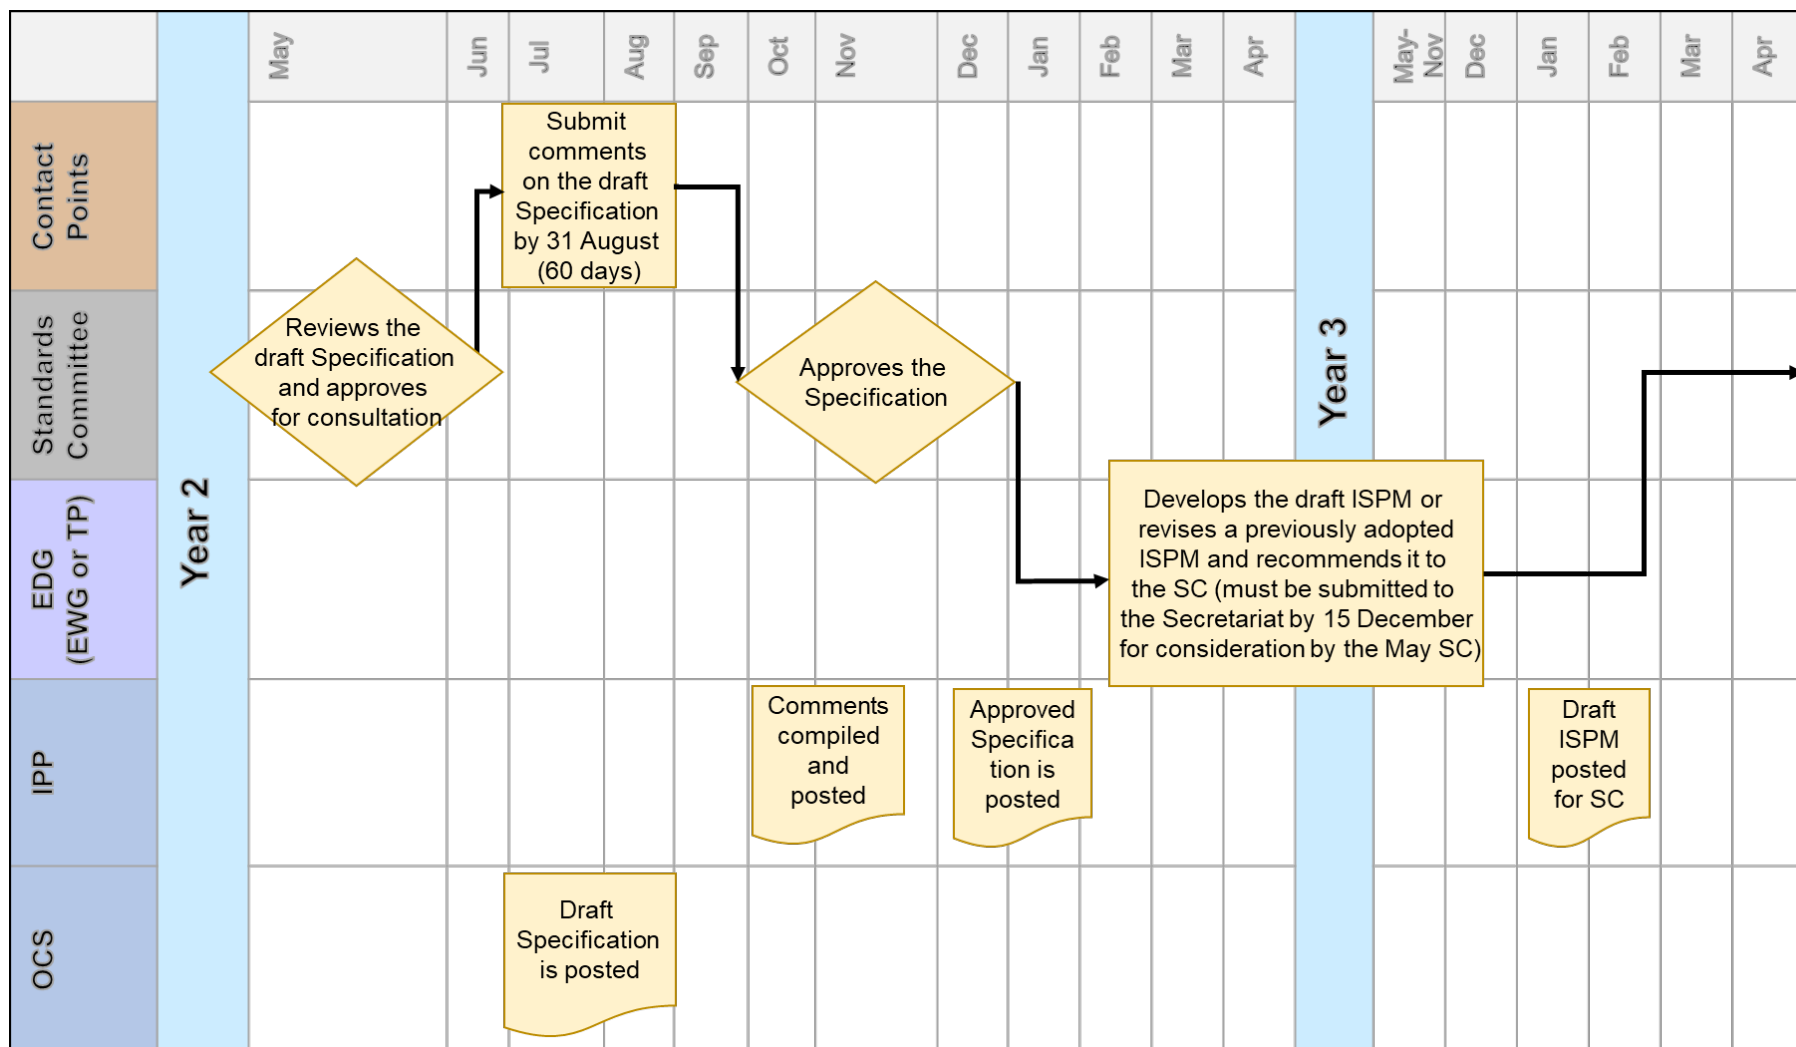 May
Jun
Jul
Aug
Sep
Oct
Nov
Dec
Jan
Feb
Mar
Apr
May-
Nov
Dec
Jan
Feb
Mar
Apr
Year 2
Year 3
Contact
Points
Submit
comments
on the draft
Specification
by 31 August
(60 days)
Standards
Committee
Reviews the
draft Specification
and approves
for consultation
Approves the
Specification
EDG
(EWG or TP)
Develops the draft ISPM or
revises a previously adopted
ISPM and recommends it to
the SC (must be submitted to
the Secretariat by 15 December
for consideration by the May SC)
IPP
Comments
compiled
and
posted
Approved
Specifica
tion is
posted
Draft
ISPM
posted
for SC
OCS
Draft
Specification
is posted